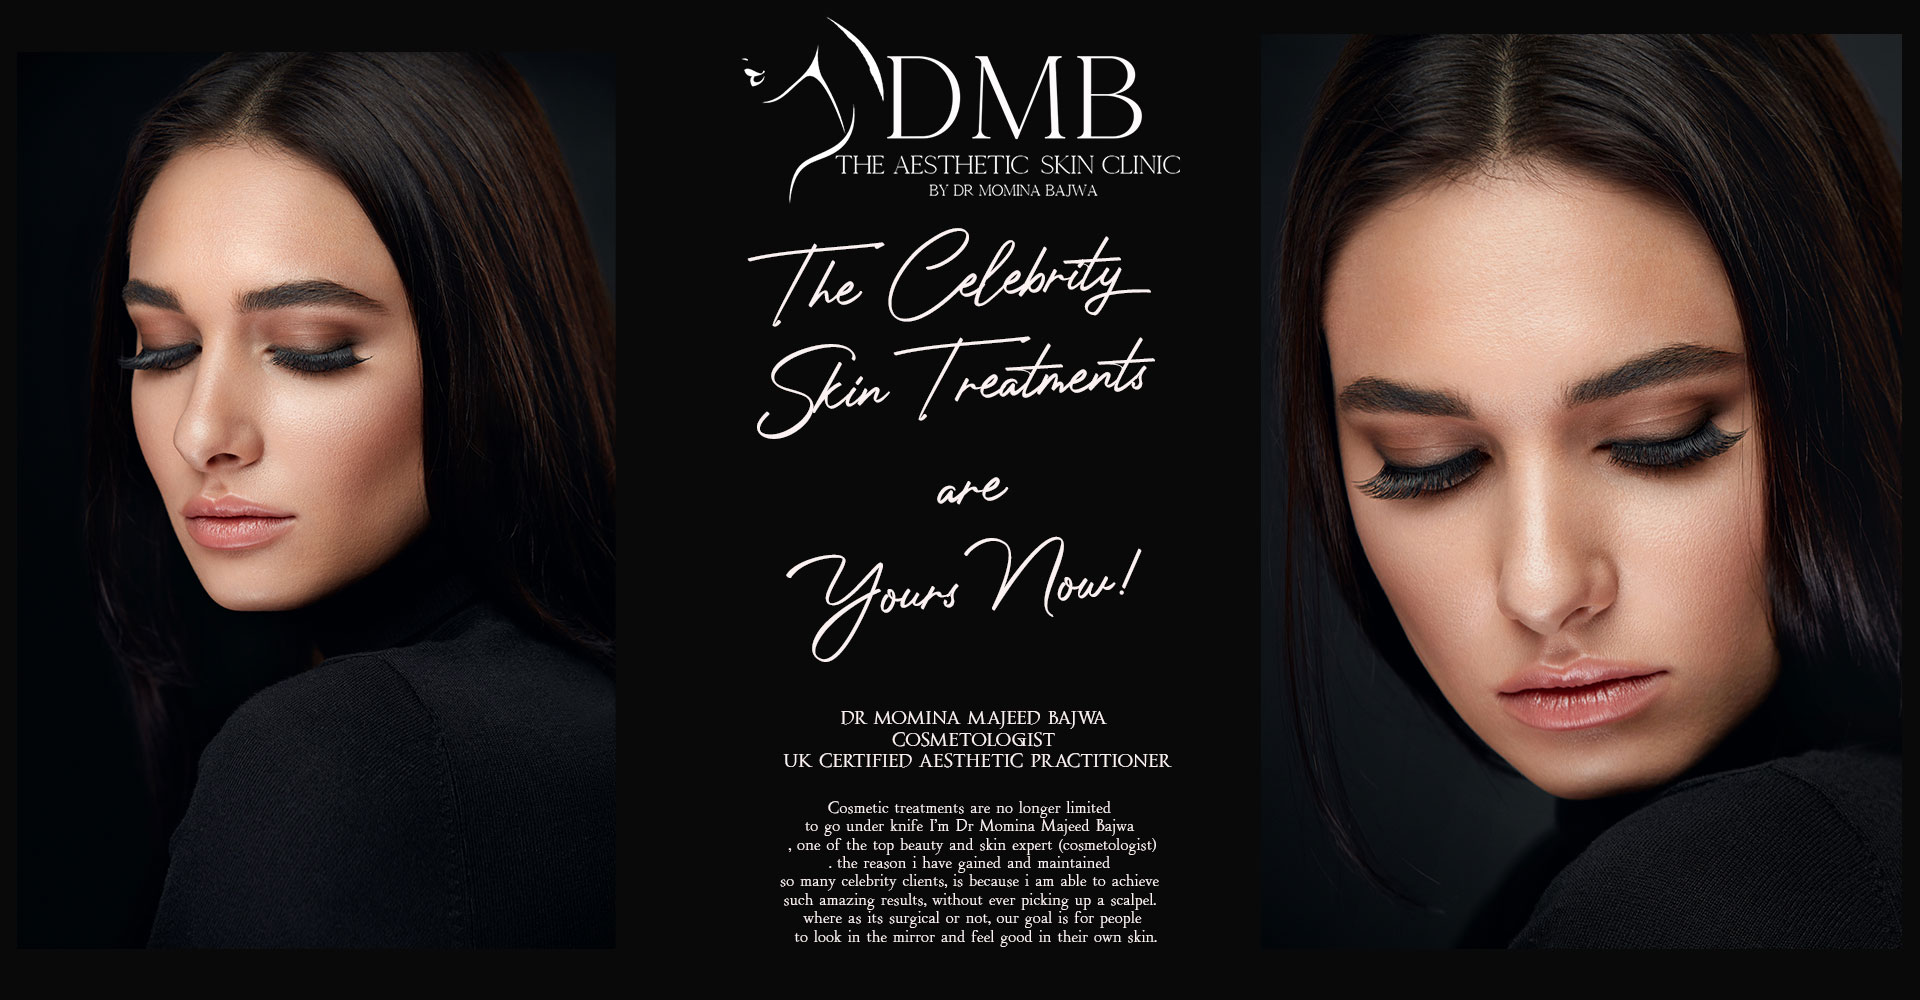 DMB
THE AESTHETIC SKIN CLINIC
BY DR MOMINA BAJWA
The Celebrity
Skin Treatments
are
Yours Now!
DR MOMINA MAJEED BAJWA
COSMETOLOGIST
UK CERTIFIED AESTHETIC PRACTITIONER
Cosmetic treatments are no longer limited
to go under knife I'm Dr Momina Majeed Bajwa
, one of the top beauty and skin expert (cosmetologist)
. the reason i have gained and maintained
so many celebrity clients, is because i am able to achieve
such amazing results, without ever picking up a scalpel.
where as its surgical or not, our goal is for people
to look in the mirror and feel good in their own skin.